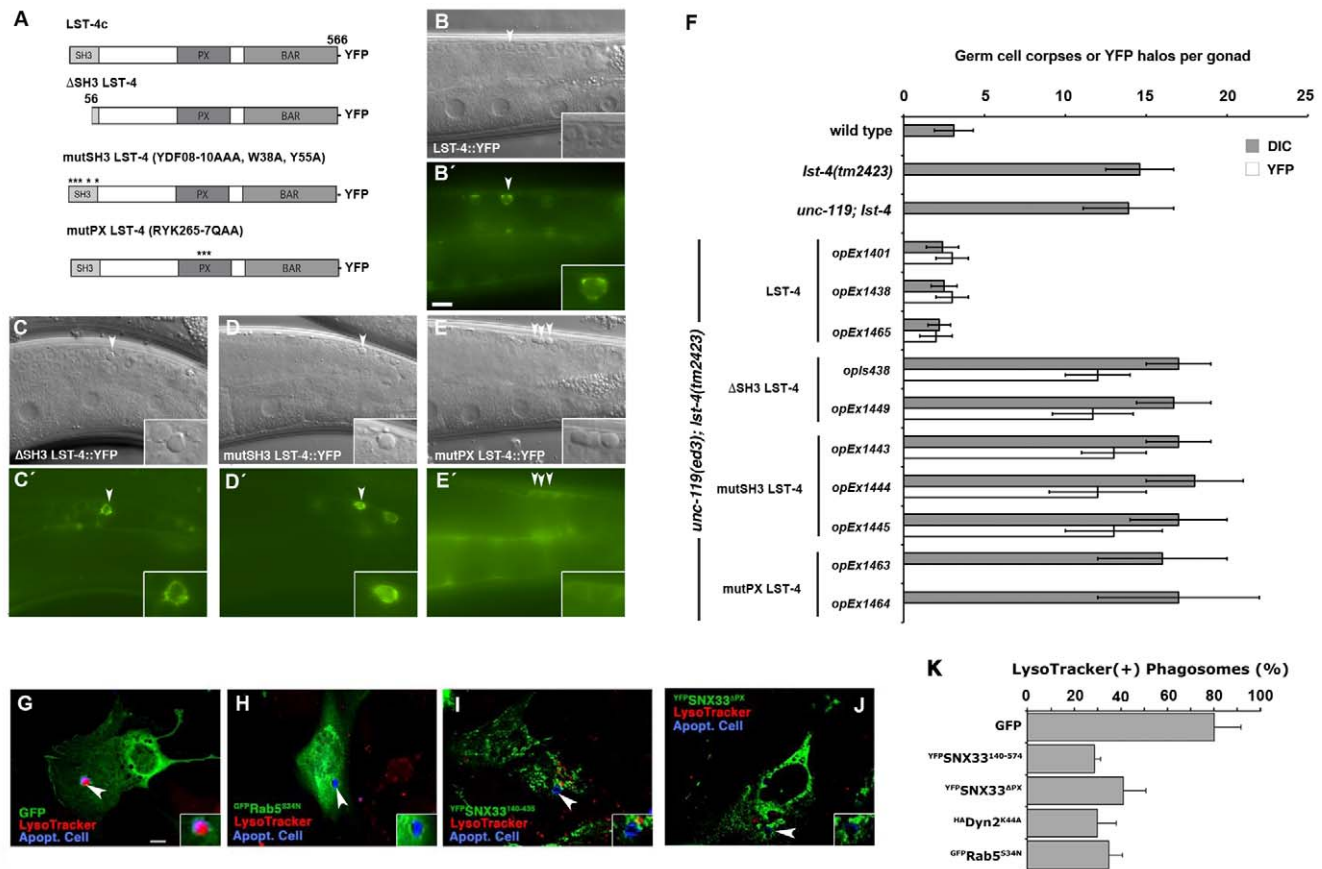 A
LST-4c
566
SH3 PX BAR YFP
ΔSH3 LST-4
56
PX BAR YFP
mutSH3 LST-4 (YDF08-10AAA, W38A, Y55A)
*** * *
SH3 PX BAR YFP
mutPX LST-4 (RYK265-7QAA)
***
SH3 PX BAR YFP
B
LST-4::YFP
B´
C
ΔSH3 LST-4::YFP
D
mutSH3 LST-4::YFP
E
mutPX LST-4::YFP
C´
D´
E´
F
Germ cell corpses or YFP halos per gonad
0 5 10 15 20 25
DIC
YFP
wild type
lst-4(tm2423)
unc-119; lst-4
unc-119(ed3); lst-4(tm2423)
LST-4
opEx1401
opEx1438
opEx1465
ΔSH3 LST-4
opIs438
opEx1449
mutSH3 LST-4
opEx1443
opEx1444
opEx1445
mutPX LST-4
opEx1463
opEx1464
G
GFP
LysoTracker
Apopt. Cell
H
GFPRab5S34N
LysoTracker
Apopt. Cell
I
YFPSNX33140-435
LysoTracker
Apopt. Cell
J
YFPSNX33ΔPX
LysoTracker
Apopt. Cell
K
LysoTracker(+) Phagosomes (%)
0 20 40 60 80 100
GFP
YFPSNX33140-574
YFPSNX33ΔPX
HADyn2K44A
GFPRab5S34N